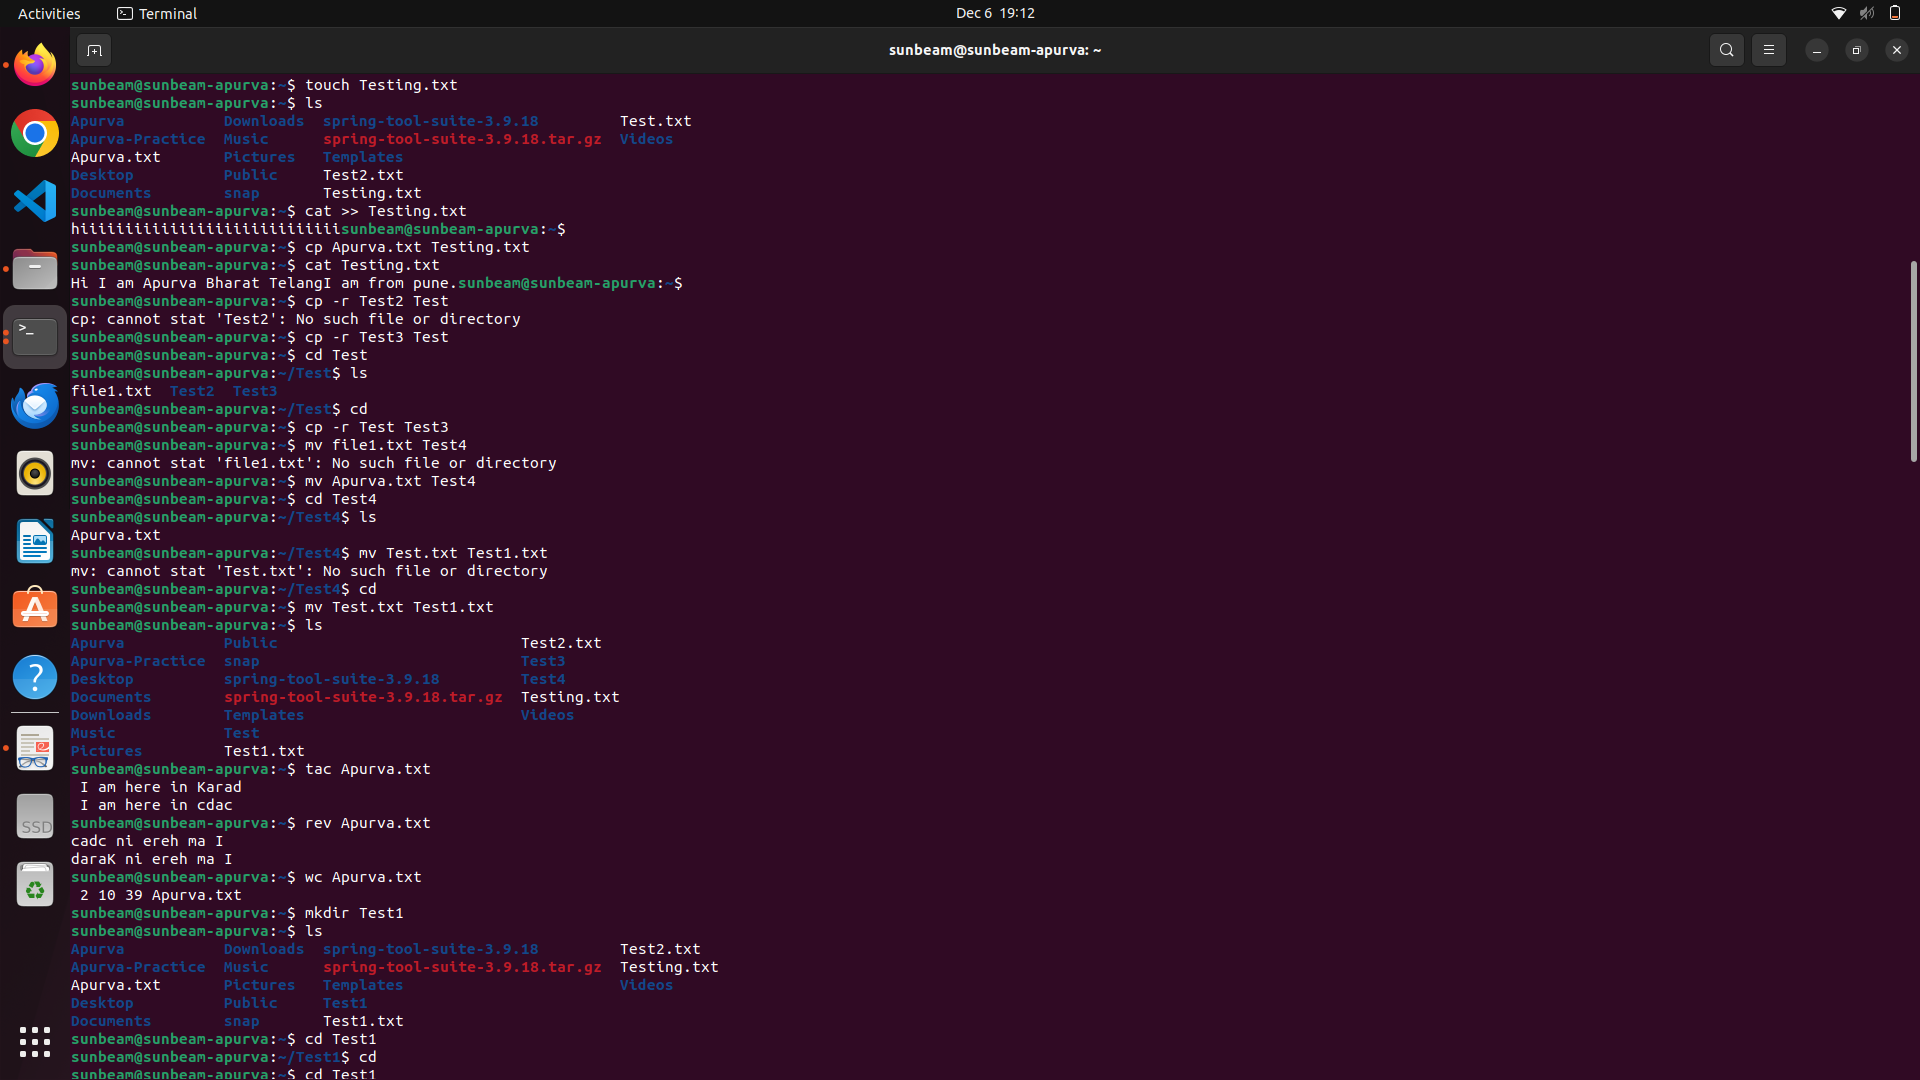 Activities Terminal Dec 6 19:12
sunbeam@sunbeam-apurva: ~
sunbeam@sunbeam-apurva:~$ touch Testing.txt
sunbeam@sunbeam-apurva:~$ ls
Apurva Downloads spring-tool-suite-3.9.18 Test.txt
Apurva-Practice Music spring-tool-suite-3.9.18.tar.gz Videos
Apurva.txt Pictures Templates
Desktop Public Test2.txt
Documents snap Testing.txt
sunbeam@sunbeam-apurva:~$ cat >> Testing.txt
hiiiiiiiiiiiiiiiiiiiiiiiiiiiiisunbeam@sunbeam-apurva:~$
sunbeam@sunbeam-apurva:~$ cp Apurva.txt Testing.txt
sunbeam@sunbeam-apurva:~$ cat Testing.txt
Hi I am Apurva Bharat TelangI am from pune.sunbeam@sunbeam-apurva:~$
sunbeam@sunbeam-apurva:~$ cp -r Test2 Test
cp: cannot stat 'Test2': No such file or directory
sunbeam@sunbeam-apurva:~$ cp -r Test3 Test
sunbeam@sunbeam-apurva:~$ cd Test
sunbeam@sunbeam-apurva:~/Test$ ls
file1.txt Test2 Test3
sunbeam@sunbeam-apurva:~/Test$ cd
sunbeam@sunbeam-apurva:~$ cp -r Test Test3
sunbeam@sunbeam-apurva:~$ mv file1.txt Test4
mv: cannot stat 'file1.txt': No such file or directory
sunbeam@sunbeam-apurva:~$ mv Apurva.txt Test4
sunbeam@sunbeam-apurva:~$ cd Test4
sunbeam@sunbeam-apurva:~/Test4$ ls
Apurva.txt
sunbeam@sunbeam-apurva:~/Test4$ mv Test.txt Test1.txt
mv: cannot stat 'Test.txt': No such file or directory
sunbeam@sunbeam-apurva:~/Test4$ cd
sunbeam@sunbeam-apurva:~$ mv Test.txt Test1.txt
sunbeam@sunbeam-apurva:~$ ls
Apurva Public Test2.txt
Apurva-Practice snap Test3
Desktop spring-tool-suite-3.9.18 Test4
Documents spring-tool-suite-3.9.18.tar.gz Testing.txt
Downloads Templates Videos
Music Test
Pictures Test1.txt
sunbeam@sunbeam-apurva:~$ tac Apurva.txt
I am here in Karad
I am here in cdac
sunbeam@sunbeam-apurva:~$ rev Apurva.txt
cadc ni ereh ma I
daraK ni ereh ma I
sunbeam@sunbeam-apurva:~$ wc Apurva.txt
2 10 39 Apurva.txt
sunbeam@sunbeam-apurva:~$ mkdir Test1
sunbeam@sunbeam-apurva:~$ ls
Apurva Downloads spring-tool-suite-3.9.18 Test2.txt
Apurva-Practice Music spring-tool-suite-3.9.18.tar.gz Testing.txt
Apurva.txt Pictures Templates Videos
Desktop Public Test1
Documents snap Test1.txt
sunbeam@sunbeam-apurva:~$ cd Test1
sunbeam@sunbeam-apurva:~/Test1$ cd
sunbeam@sunbeam-apurva:~$ cd Test1
SSD